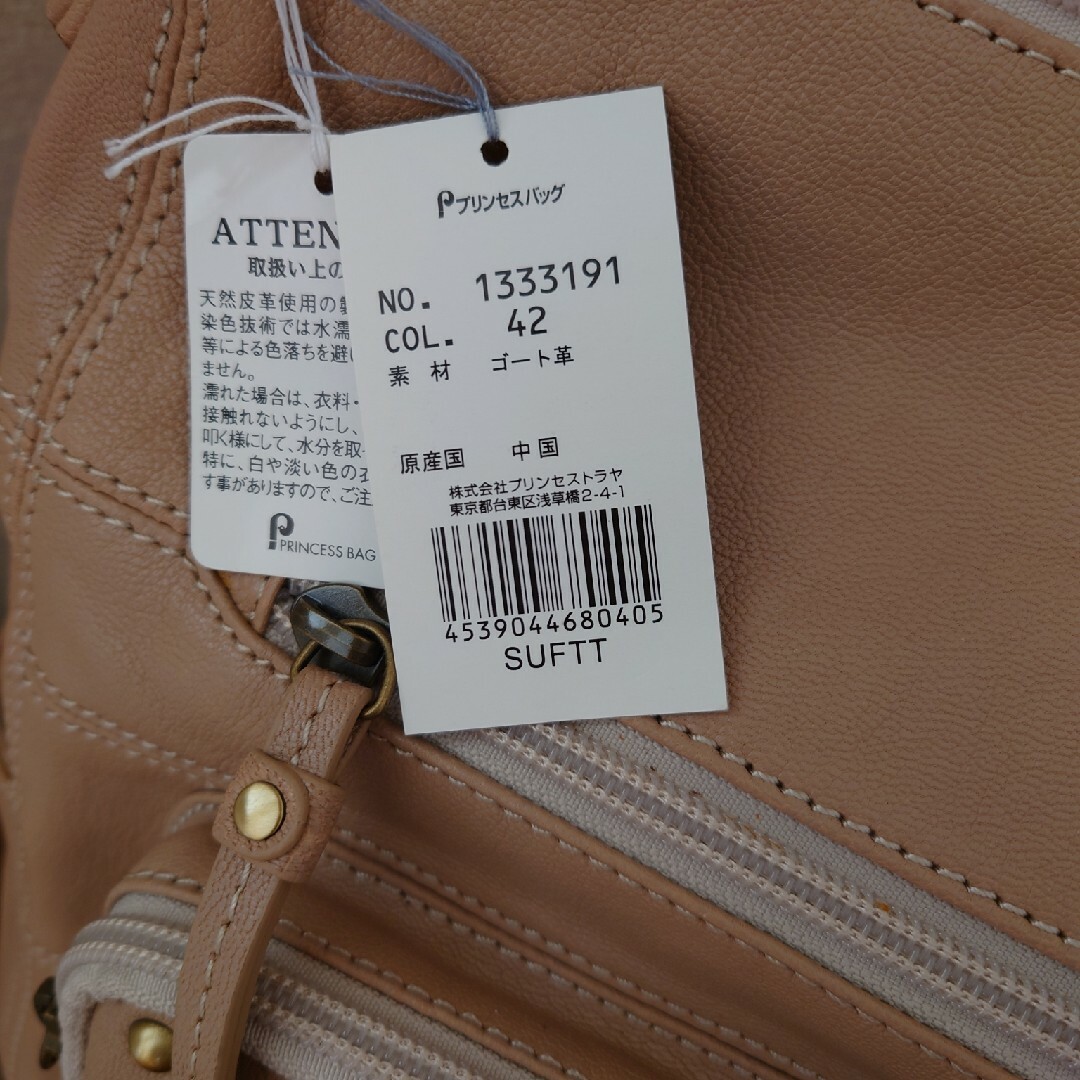 ATTEN
取扱い上の
天然皮革使用の
染色技術では水濡
等による色落ちを避
ません。
濡れた場合は、衣料・
接触れないようにし、
叩く様にして、水分を取
特に、白や淡い色の衣
す事がありますので、ご注
PRINCESS BAG
プリンセスバッグ
NO. 1333191
COL. 42
素材 ゴート革
原産国 中国
株式会社プリンセストラヤ
東京都台東区浅草橋2-4-1
4539044680405
SUFTT